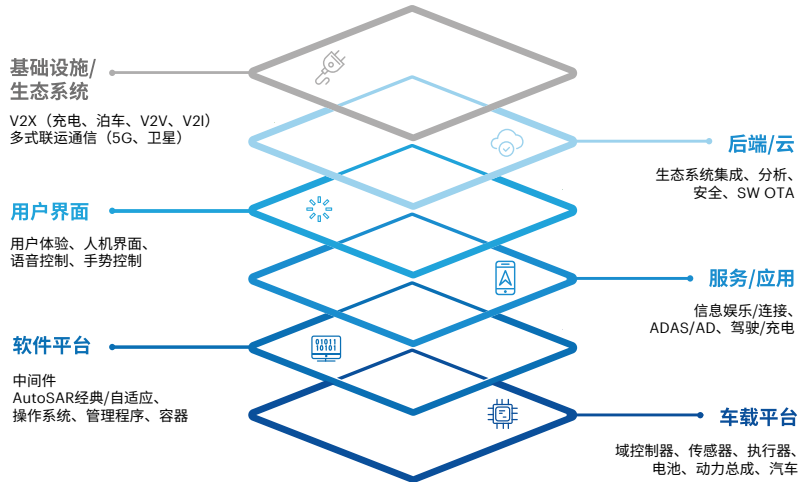 基础设施/
生态系统
V2X（充电、泊车、V2V、V2I）
多式联运通信（5G、卫星）
后端/云
生态系统集成、分析、
安全、SW OTA
用户界面
用户体验、人机界面、
语音控制、手势控制
服务/应用
信息娱乐/连接、
ADAS/AD、驾驶/充电
软件平台
中间件
AutoSAR经典/自适应、
操作系统、管理程序、容器
01011
10101
车载平台
域控制器、传感器、执行器、
电池、动力总成、汽车